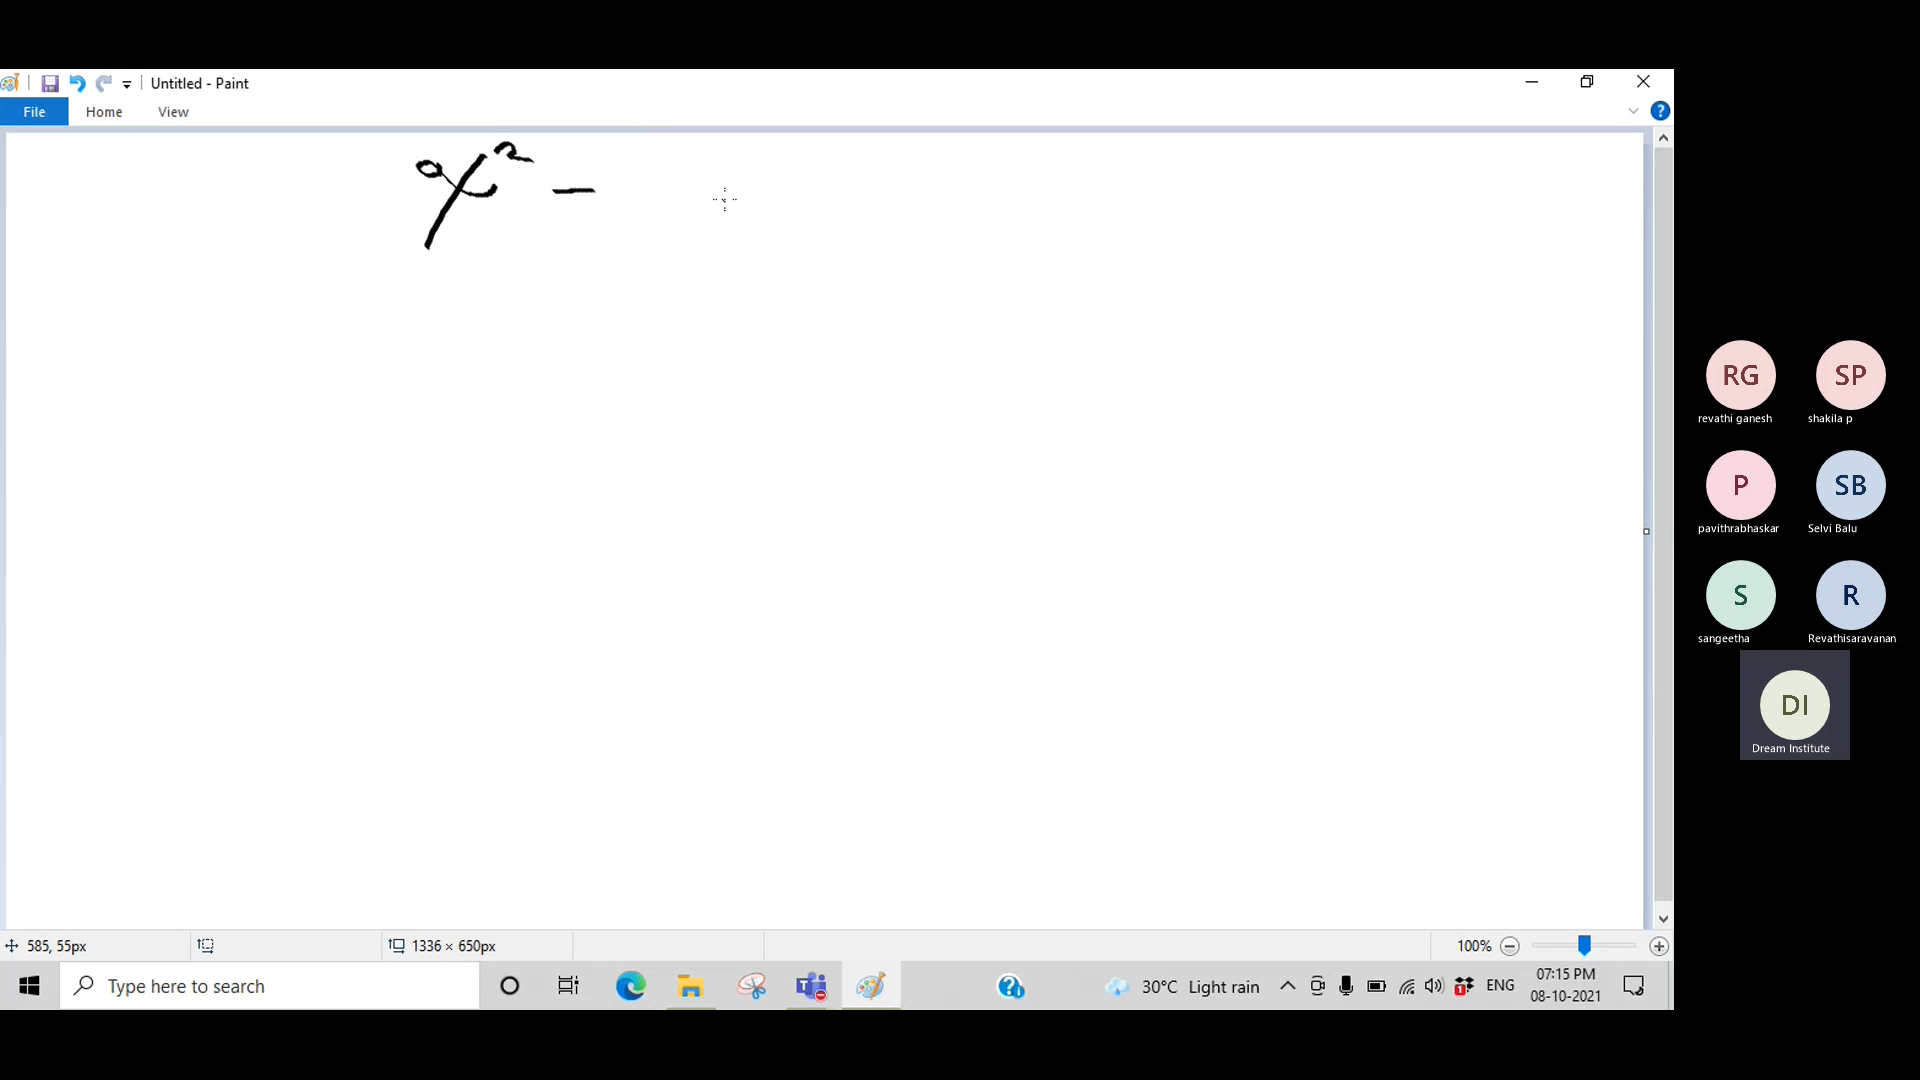 Untitled - Paint
File Home View
χ² –
RG SP
revathi ganesh shakila p
P SB
pavithrabhaskar Selvi Balu
S R
sangeetha Revathisaravanan
DI
Dream Institute
585, 55px 1336 × 650px 100%
Type here to search 30°C Light rain ENG 07:15 PM
08-10-2021